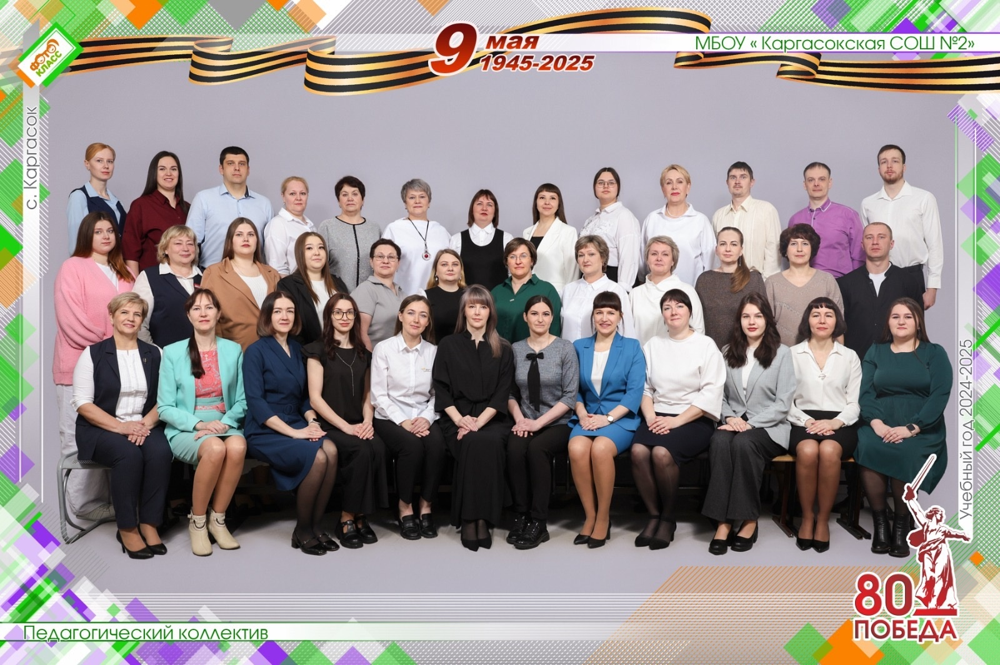 9 мая
1945-2025
МБОУ « Каргасокская СОШ №2»
ФОТО
КЛАСС
с. Каргасок
Учебный год 2024-2025
80
ПОБЕДА
Педагогический коллектив